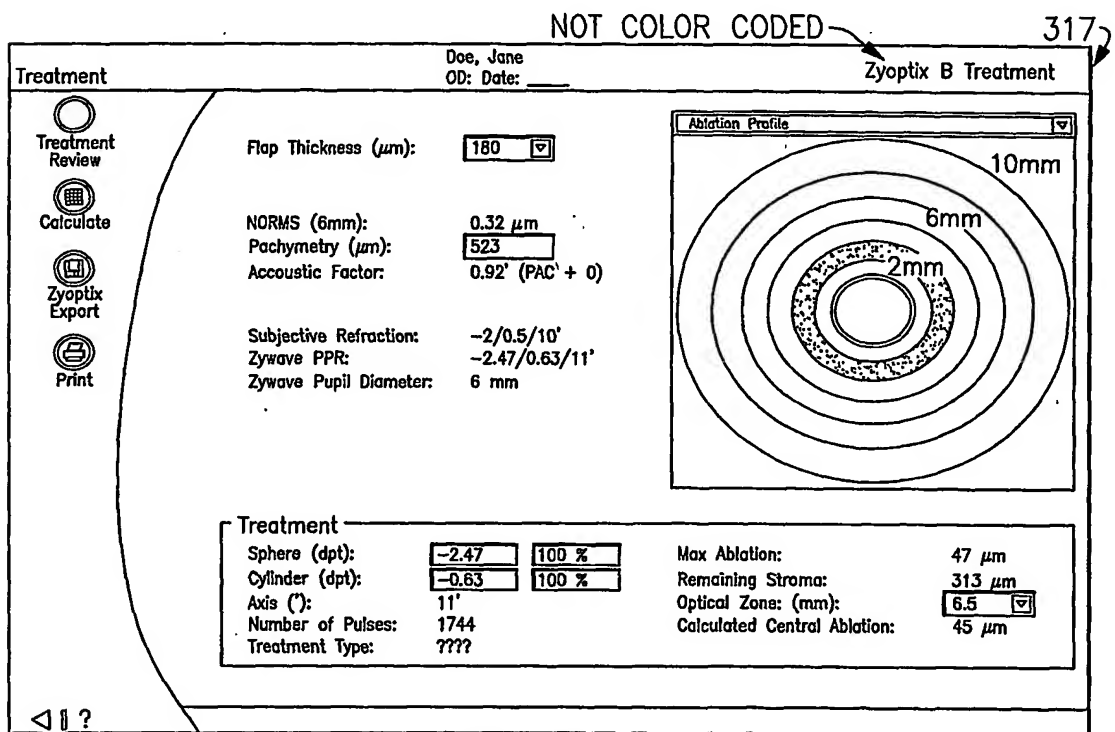 NOT COLOR CODED 317
Treatment
Doe, Jane
OD: Date: ____
Zyoptix B Treatment
Treatment
Review
Calculate
Zyoptix
Export
Print
Flap Thickness (μm): 180
NORMS (6mm): 0.32 μm
Pachymetry (μm): 523
Accoustic Factor: 0.92' (PAC' + 0)
Subjective Refraction: -2/0.5/10'
Zywave PPR: -2.47/0.63/11'
Zywave Pupil Diameter: 6 mm
Ablation Profile
10mm
6mm
2mm
Treatment
Sphere (dpt): -2.47 100 %
Cylinder (dpt): -0.63 100 %
Axis ('): 11'
Number of Pulses: 1744
Treatment Type: ????
Max Ablation: 47 μm
Remaining Stroma: 313 μm
Optical Zone: (mm): 6.5
Calculated Central Ablation: 45 μm
?